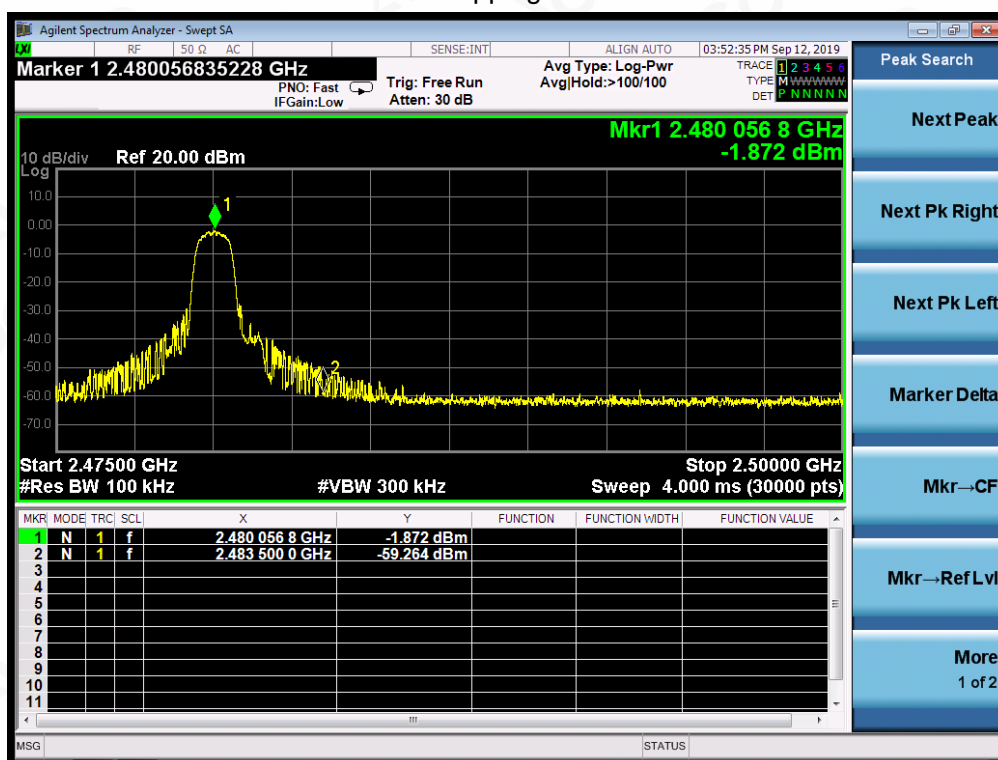 pping
Agilent Spectrum Analyzer - Swept SA
LXI RF 50 Ω AC SENSE:INT ALIGN AUTO 03:52:35 PM Sep 12, 2019
Marker 1 2.480056835228 GHz
PNO: Fast
IFGain:Low
Trig: Free Run
Atten: 30 dB
Avg Type: Log-Pwr
Avg|Hold:>100/100
TRACE 1 2 3 4 5 6
TYPE M WWWWW
DET P N N N N N
Mkr1 2.480 056 8 GHz
-1.872 dBm
10 dB/div Ref 20.00 dBm
Log
10.0
0.00
-10.0
-20.0
-30.0
-40.0
-50.0
-60.0
-70.0
1
2
Start 2.47500 GHz Stop 2.50000 GHz
#Res BW 100 kHz #VBW 300 kHz Sweep 4.000 ms (30000 pts)
MKR MODE TRC SCL X Y FUNCTION FUNCTION WIDTH FUNCTION VALUE
1 N 1 f 2.480 056 8 GHz -1.872 dBm
2 N 1 f 2.483 500 0 GHz -59.264 dBm
3
4
5
6
7
8
9
10
11
MSG STATUS
Peak Search
Next Peak
Next Pk Right
Next Pk Left
Marker Delta
Mkr→CF
Mkr→Ref Lvl
More
1 of 2